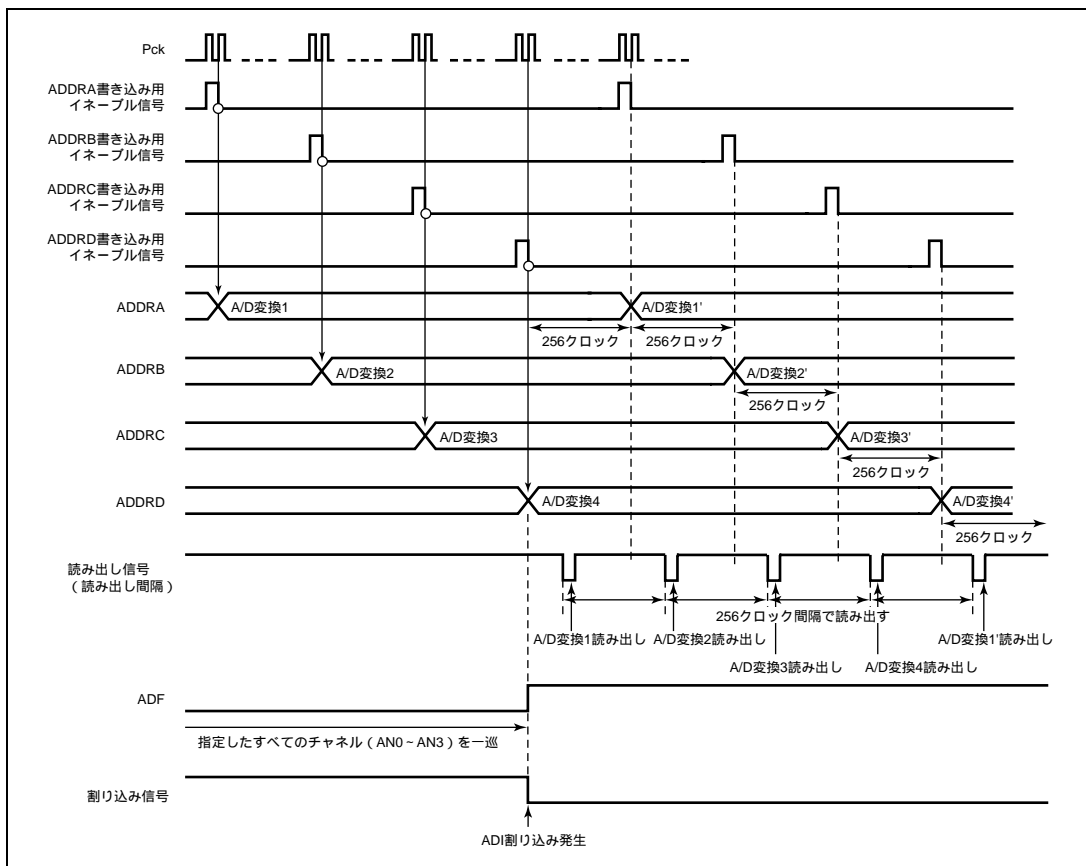 Pck
ADDRA書き込み用
イネーブル信号
ADDRB書き込み用
イネーブル信号
ADDRC書き込み用
イネーブル信号
ADDRD書き込み用
イネーブル信号
ADDRA
A/D変換1
A/D変換1'
256クロック
256クロック
ADDRB
A/D変換2
A/D変換2'
256クロック
ADDRC
A/D変換3
A/D変換3'
256クロック
ADDRD
A/D変換4
A/D変換4'
256クロック
読み出し信号
(読み出し間隔)
256クロック間隔で読み出す
A/D変換1読み出し
A/D変換2読み出し
A/D変換1'読み出し
A/D変換3読み出し
A/D変換4読み出し
ADF
指定したすべてのチャネル(AN0~AN3)を一巡
割り込み信号
ADI割り込み発生